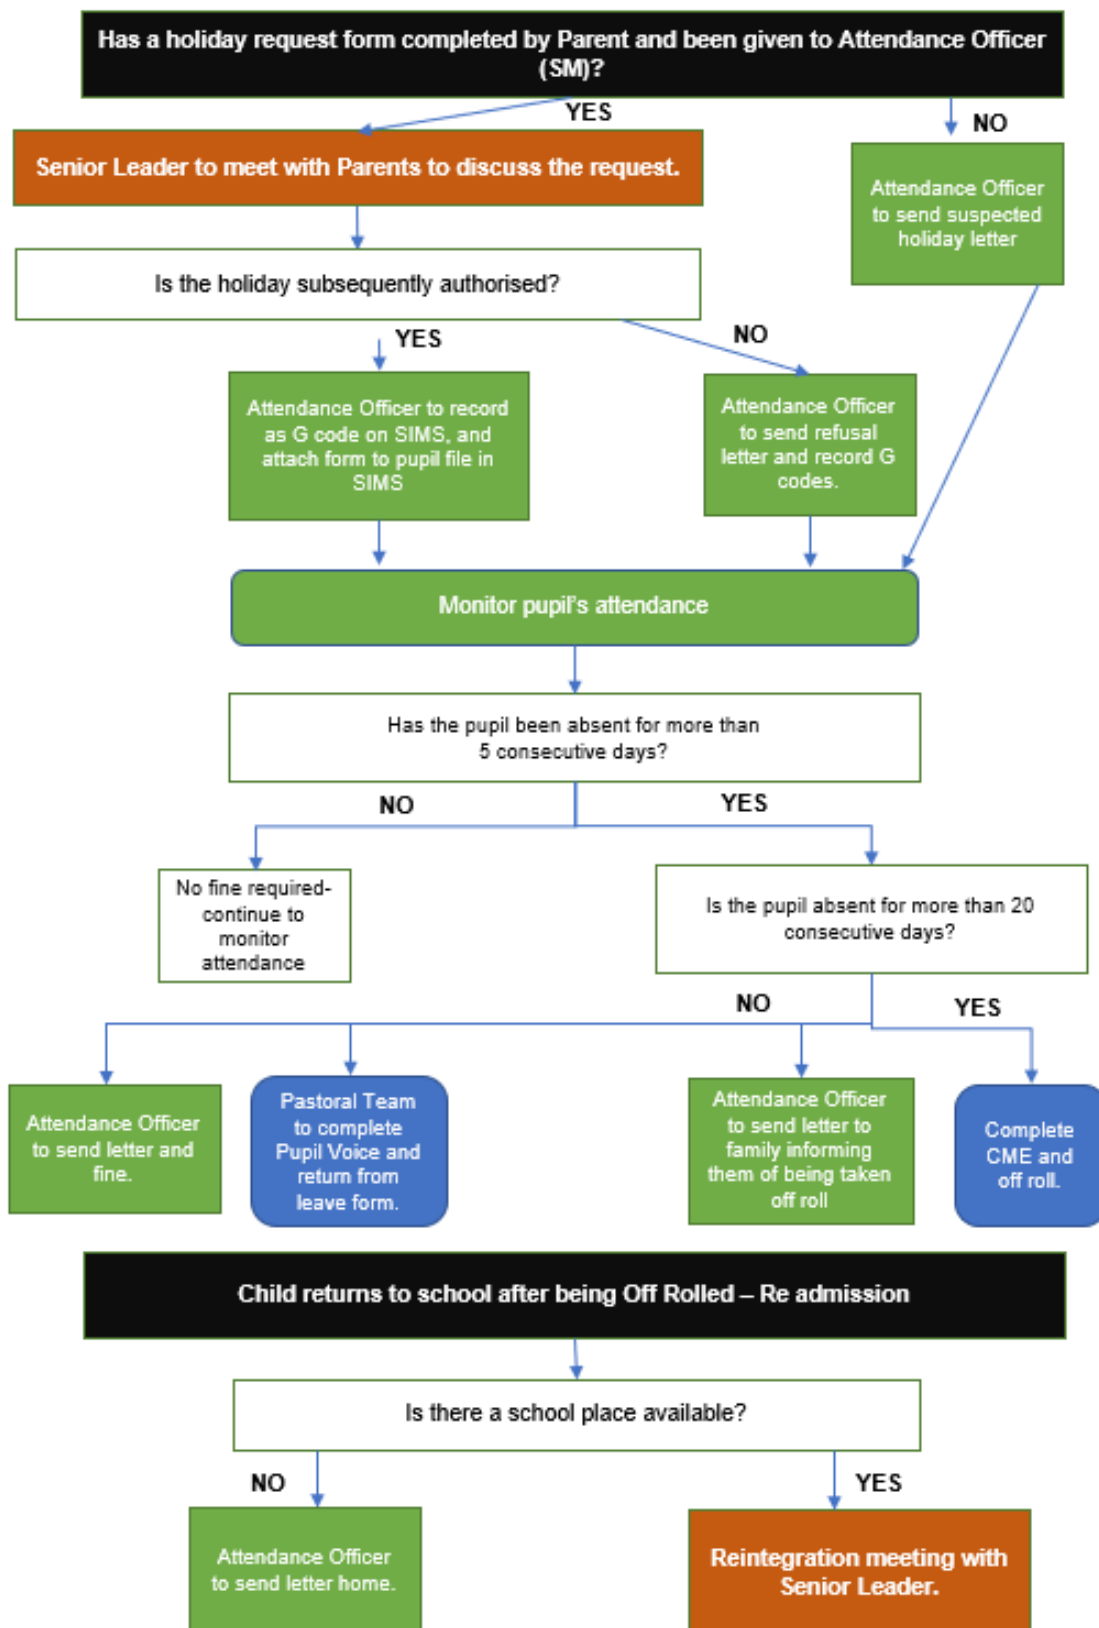 Has a holiday request form completed by Parent and been given to Attendance Officer
(SM)?
YES
NO
Senior Leader to meet with Parents to discuss the request.
Attendance Officer
to send suspected
holiday letter
Is the holiday subsequently authorised?
YES
NO
Attendance Officer to record
as G code on SIMS, and
attach form to pupil file in
SIMS
Attendance Officer
to send refusal
letter and record G
codes.
Monitor pupil's attendance
Has the pupil been absent for more than
5 consecutive days?
NO
YES
No fine required-
continue to
monitor
attendance
Is the pupil absent for more than 20
consecutive days?
NO
YES
Attendance Officer
to send letter and
fine.
Pastoral Team
to complete
Pupil Voice and
return from
leave form.
Attendance Officer
to send letter to
family informing
them of being taken
off roll
Complete
CME and
off roll.
Child returns to school after being Off Rolled – Re admission
Is there a school place available?
NO
YES
Attendance Officer
to send letter home.
Reintegration meeting with
Senior Leader.